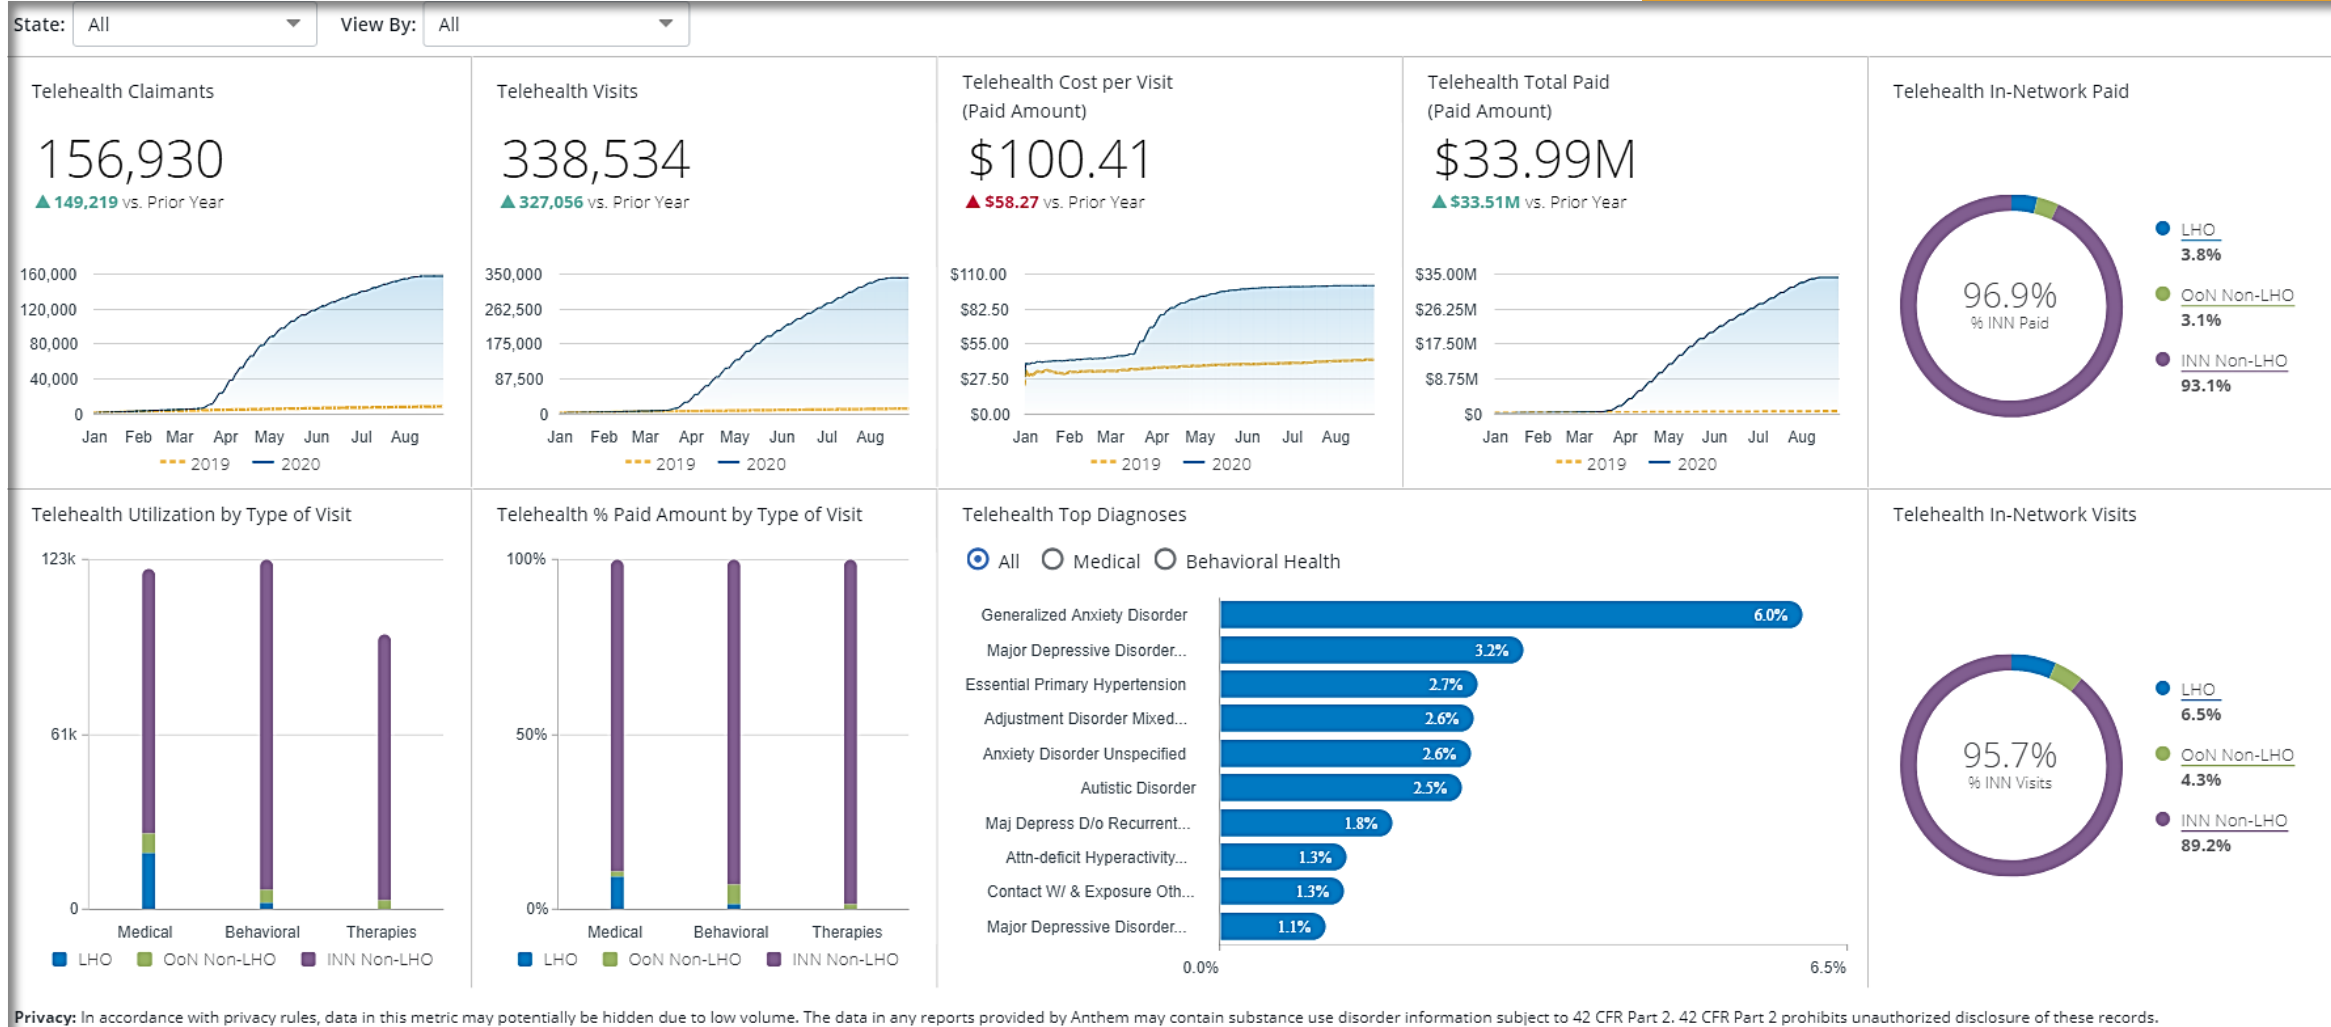 State: All View By: All
Telehealth Claimants
156,930
▲149,219 vs. Prior Year
160,000
120,000
80,000
40,000
0
Jan Feb Mar Apr May Jun Jul Aug
2019 2020
Telehealth Visits
338,534
▲327,056 vs. Prior Year
350,000
262,500
175,000
87,500
0
Jan Feb Mar Apr May Jun Jul Aug
2019 2020
Telehealth Cost per Visit
(Paid Amount)
$100.41
▲$58.27 vs. Prior Year
$110.00
$82.50
$55.00
$27.50
$0.00
Jan Feb Mar Apr May Jun Jul Aug
2019 2020
Telehealth Total Paid
(Paid Amount)
$33.99M
▲$33.51M vs. Prior Year
$35.00M
$26.25M
$17.50M
$8.75M
$0
Jan Feb Mar Apr May Jun Jul Aug
2019 2020
Telehealth In-Network Paid
96.9%
% INN Paid
LHO
3.8%
OoN Non-LHO
3.1%
INN Non-LHO
93.1%
Telehealth Utilization by Type of Visit
123k
61k
0
Medical Behavioral Therapies
LHO OoN Non-LHO INN Non-LHO
Telehealth % Paid Amount by Type of Visit
100%
50%
0%
Medical Behavioral Therapies
LHO OoN Non-LHO INN Non-LHO
Telehealth Top Diagnoses
All Medical Behavioral Health
Generalized Anxiety Disorder 6.0%
Major Depressive Disorder... 3.2%
Essential Primary Hypertension 2.7%
Adjustment Disorder Mixed... 2.6%
Anxiety Disorder Unspecified 2.6%
Autistic Disorder 2.5%
Maj Depress D/o Recurrent... 1.8%
Attn-deficit Hyperactivity... 1.3%
Contact W/ & Exposure Oth... 1.3%
Major Depressive Disorder... 1.1%
0.0% 6.5%
Telehealth In-Network Visits
95.7%
% INN Visits
LHO
6.5%
OoN Non-LHO
4.3%
INN Non-LHO
89.2%
Privacy: In accordance with privacy rules, data in this metric may potentially be hidden due to low volume. The data in any reports provided by Anthem may contain substance use disorder information subject to 42 CFR Part 2. 42 CFR Part 2 prohibits unauthorized disclosure of these records.